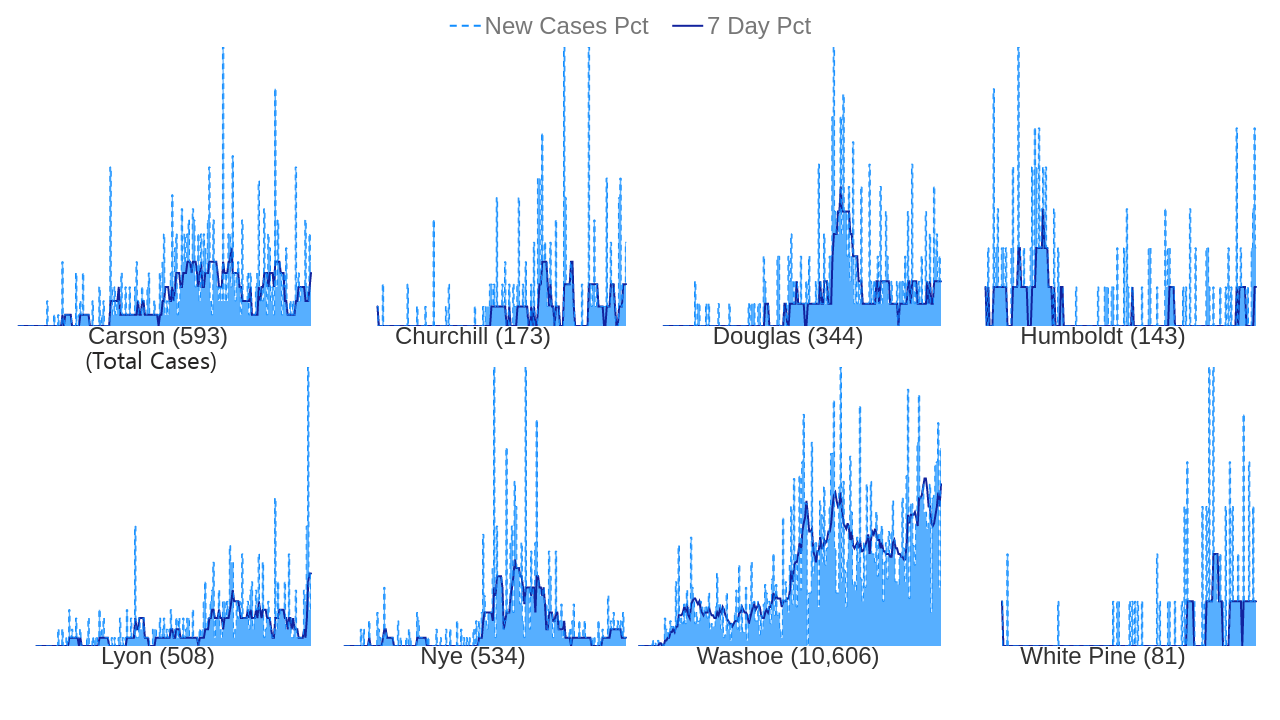 New Cases Pct 7 Day Pct
Carson (593) Churchill (173) Douglas (344) Humboldt (143)
(Total Cases)
Lyon (508) Nye (534) Washoe (10,606) White Pine (81)